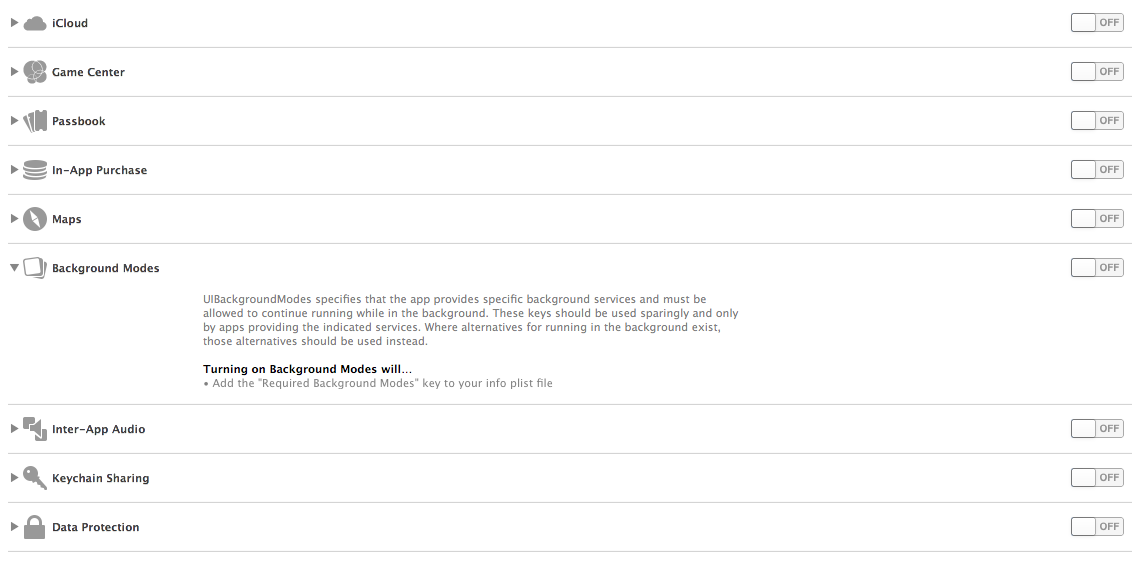 iCloud OFF
Game Center OFF
Passbook OFF
In-App Purchase OFF
Maps OFF
Background Modes OFF
UIBackgroundModes specifies that the app provides specific background services and must be
allowed to continue running while in the background. These keys should be used sparingly and only
by apps providing the indicated services. Where alternatives for running in the background exist,
those alternatives should be used instead.
Turning on Background Modes will...
• Add the "Required Background Modes" key to your info plist file
Inter-App Audio OFF
Keychain Sharing OFF
Data Protection OFF